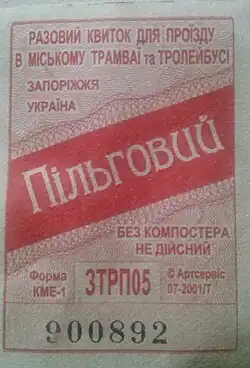 РАЗОВИЙ КВИТОК ДЛЯ ПРОЇЗДУ
В МІСЬКОМУ ТРАМВАЇ та ТРОЛЕЙБУСІ
ЗАПОРІЖЖЯ
УКРАЇНА
Пільговий
БЕЗ КОМПОСТЕРА
НЕ ДІЙСНИЙ
Форма
КМЕ-1
ЗТРП05
© Артсервіс
07-2001/Т
900892